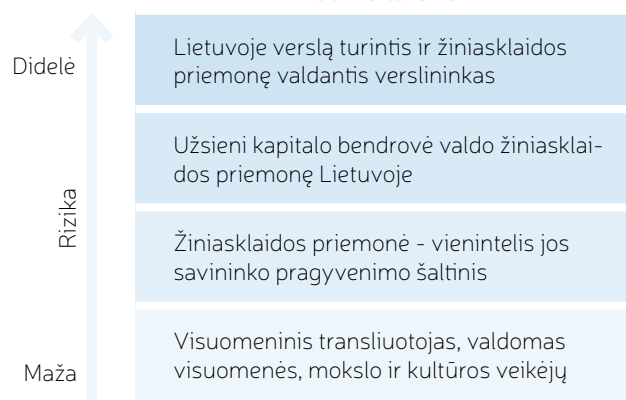 Didelė
Lietuvoje verslą turintis ir žiniasklaidos
priemonę valdantis verslininkas
Užsieni kapitalo bendrovė valdo žiniasklai-
dos priemonę Lietuvoje
Rizika
Žiniasklaidos priemonė - vienintelis jos
savininko pragyvenimo šaltinis
Maža
Visuomeninis transliuotojas, valdomas
visuomenės, mokslo ir kultūros veikėjų